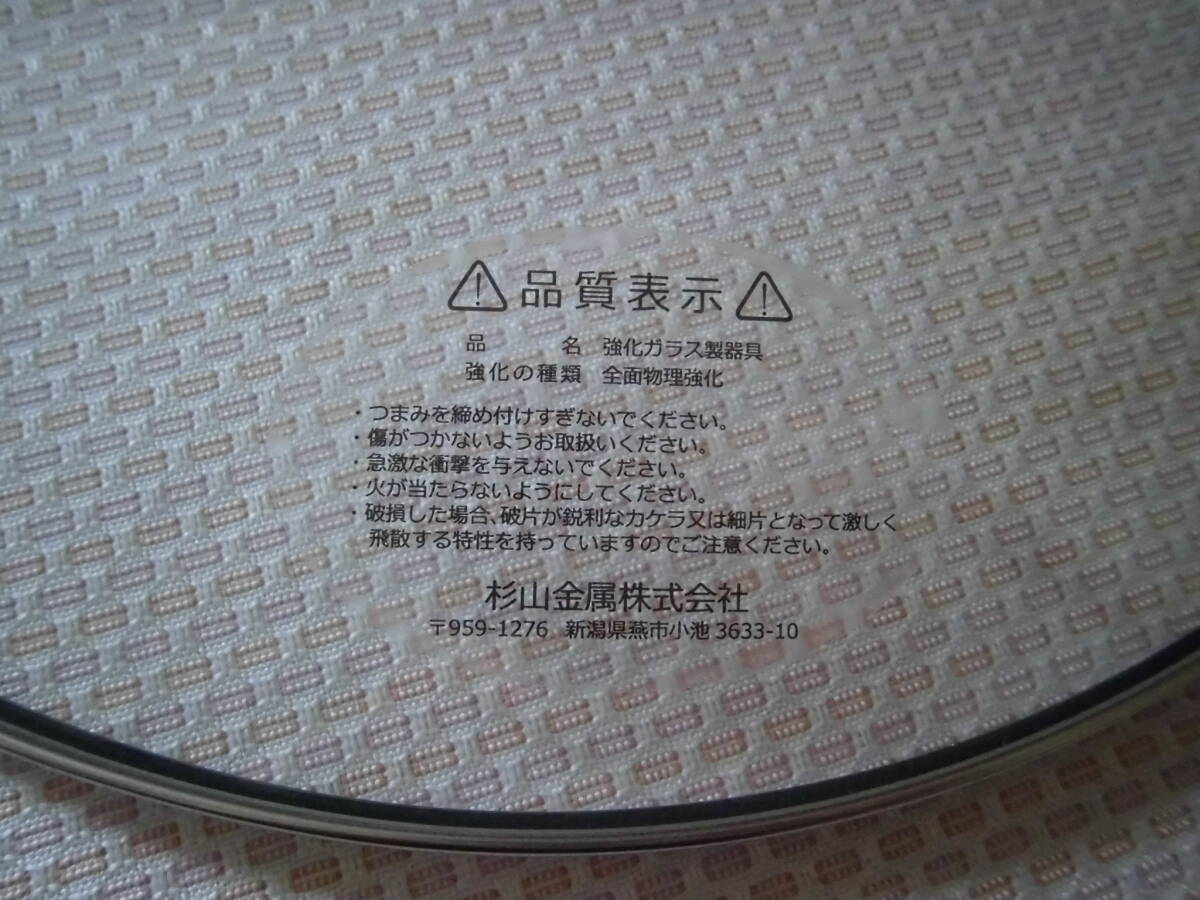 ⚠品質表示⚠
品　　名　強化ガラス製器具
強化の種類　全面物理強化
・つまみを締め付けすぎないでください。
・傷がつかないようお取扱いください。
・急激な衝撃を与えないでください。
・火が当たらないようにしてください。
・破損した場合、破片が鋭利なカケラ又は細片となって激しく
飛散する特性を持っていますのでご注意ください。
杉山金属株式会社
〒959-1276　新潟県燕市小池3633-10